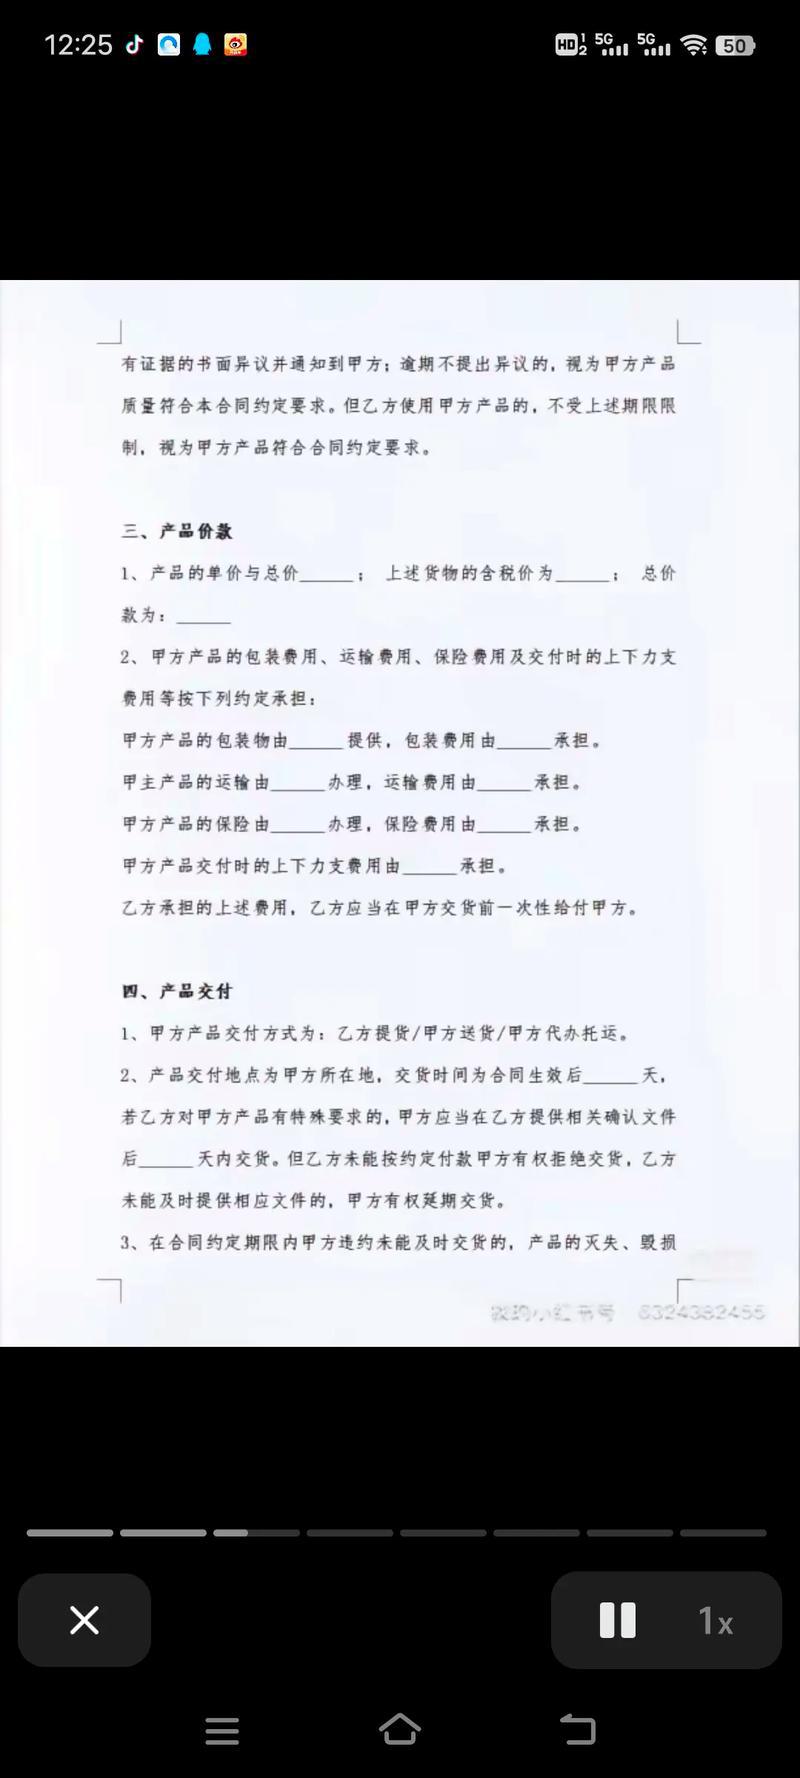 12:25
HD 1 2 5G 5G 50
有证据的书面异议并通知到甲方；逾期不提出异议的，视为甲方产品
质量符合本合同约定要求。但乙方使用甲方产品的，不受上述期限限
制，视为甲方产品符合合同约定要求。
三、产品价款
1、产品的单价与总价______； 上述货物的含税价为______； 总价
款为：______
2、甲方产品的包装费用、运输费用、保险费用及交付时的上下力支
费用等按下列约定承担：
甲方产品的包装物由______提供，包装费用由______承担。
甲主产品的运输由______办理，运输费用由______承担。
甲方产品的保险由______办理，保险费用由______承担。
甲方产品交付时的上下力支费用由______承担。
乙方承担的上述费用，乙方应当在甲方交货前一次性给付甲方。
四、产品交付
1、甲方产品交付方式为：乙方提货/甲方送货/甲方代办托运。
2、产品交付地点为甲方所在地，交货时间为合同生效后______天，
若乙方对甲方产品有特殊要求的，甲方应当在乙方提供相关确认文件
后______天内交货。但乙方未能按约定付款甲方有权拒绝交货，乙方
未能及时提供相应文件的，甲方有权延期交货。
3、在合同约定期限内甲方违约未能及时交货的，产品的灭失、毁损
我的小红书号 6324382455
1x